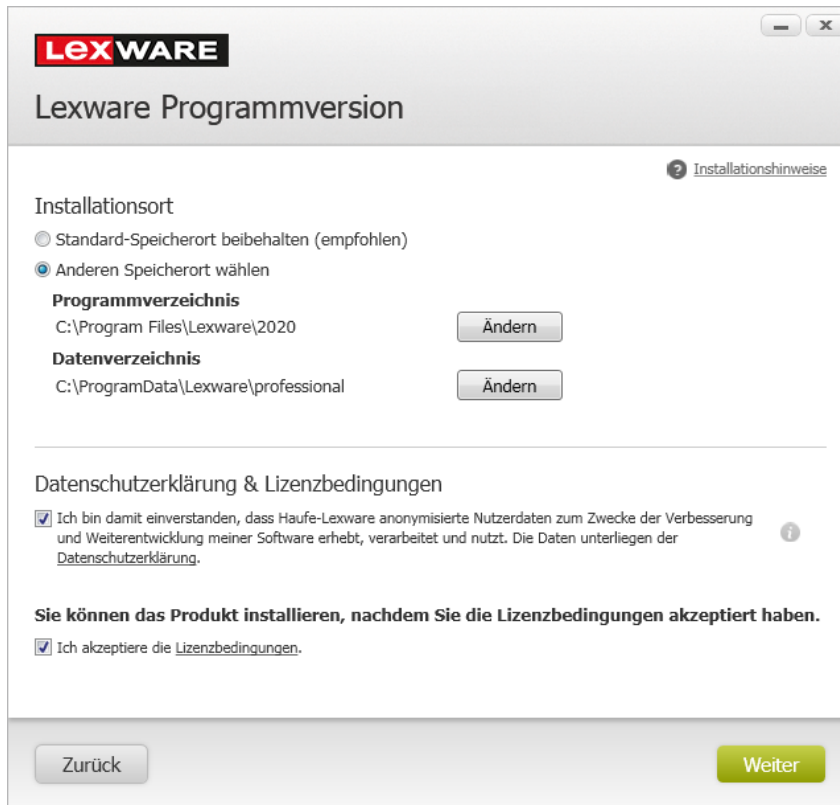 LEXWARE
Lexware Programmversion
? Installationshinweise
Installationsort
Standard-Speicherort beibehalten (empfohlen)
Anderen Speicherort wählen
Programmverzeichnis
C:\Program Files\Lexware\2020
Ändern
Datenverzeichnis
C:\ProgramData\Lexware\professional
Ändern
Datenschutzerklärung & Lizenzbedingungen
Ich bin damit einverstanden, dass Haufe-Lexware anonymisierte Nutzerdaten zum Zwecke der Verbesserung
und Weiterentwicklung meiner Software erhebt, verarbeitet und nutzt. Die Daten unterliegen der
Datenschutzerklärung.
i
Sie können das Produkt installieren, nachdem Sie die Lizenzbedingungen akzeptiert haben.
Ich akzeptiere die Lizenzbedingungen.
Zurück
Weiter